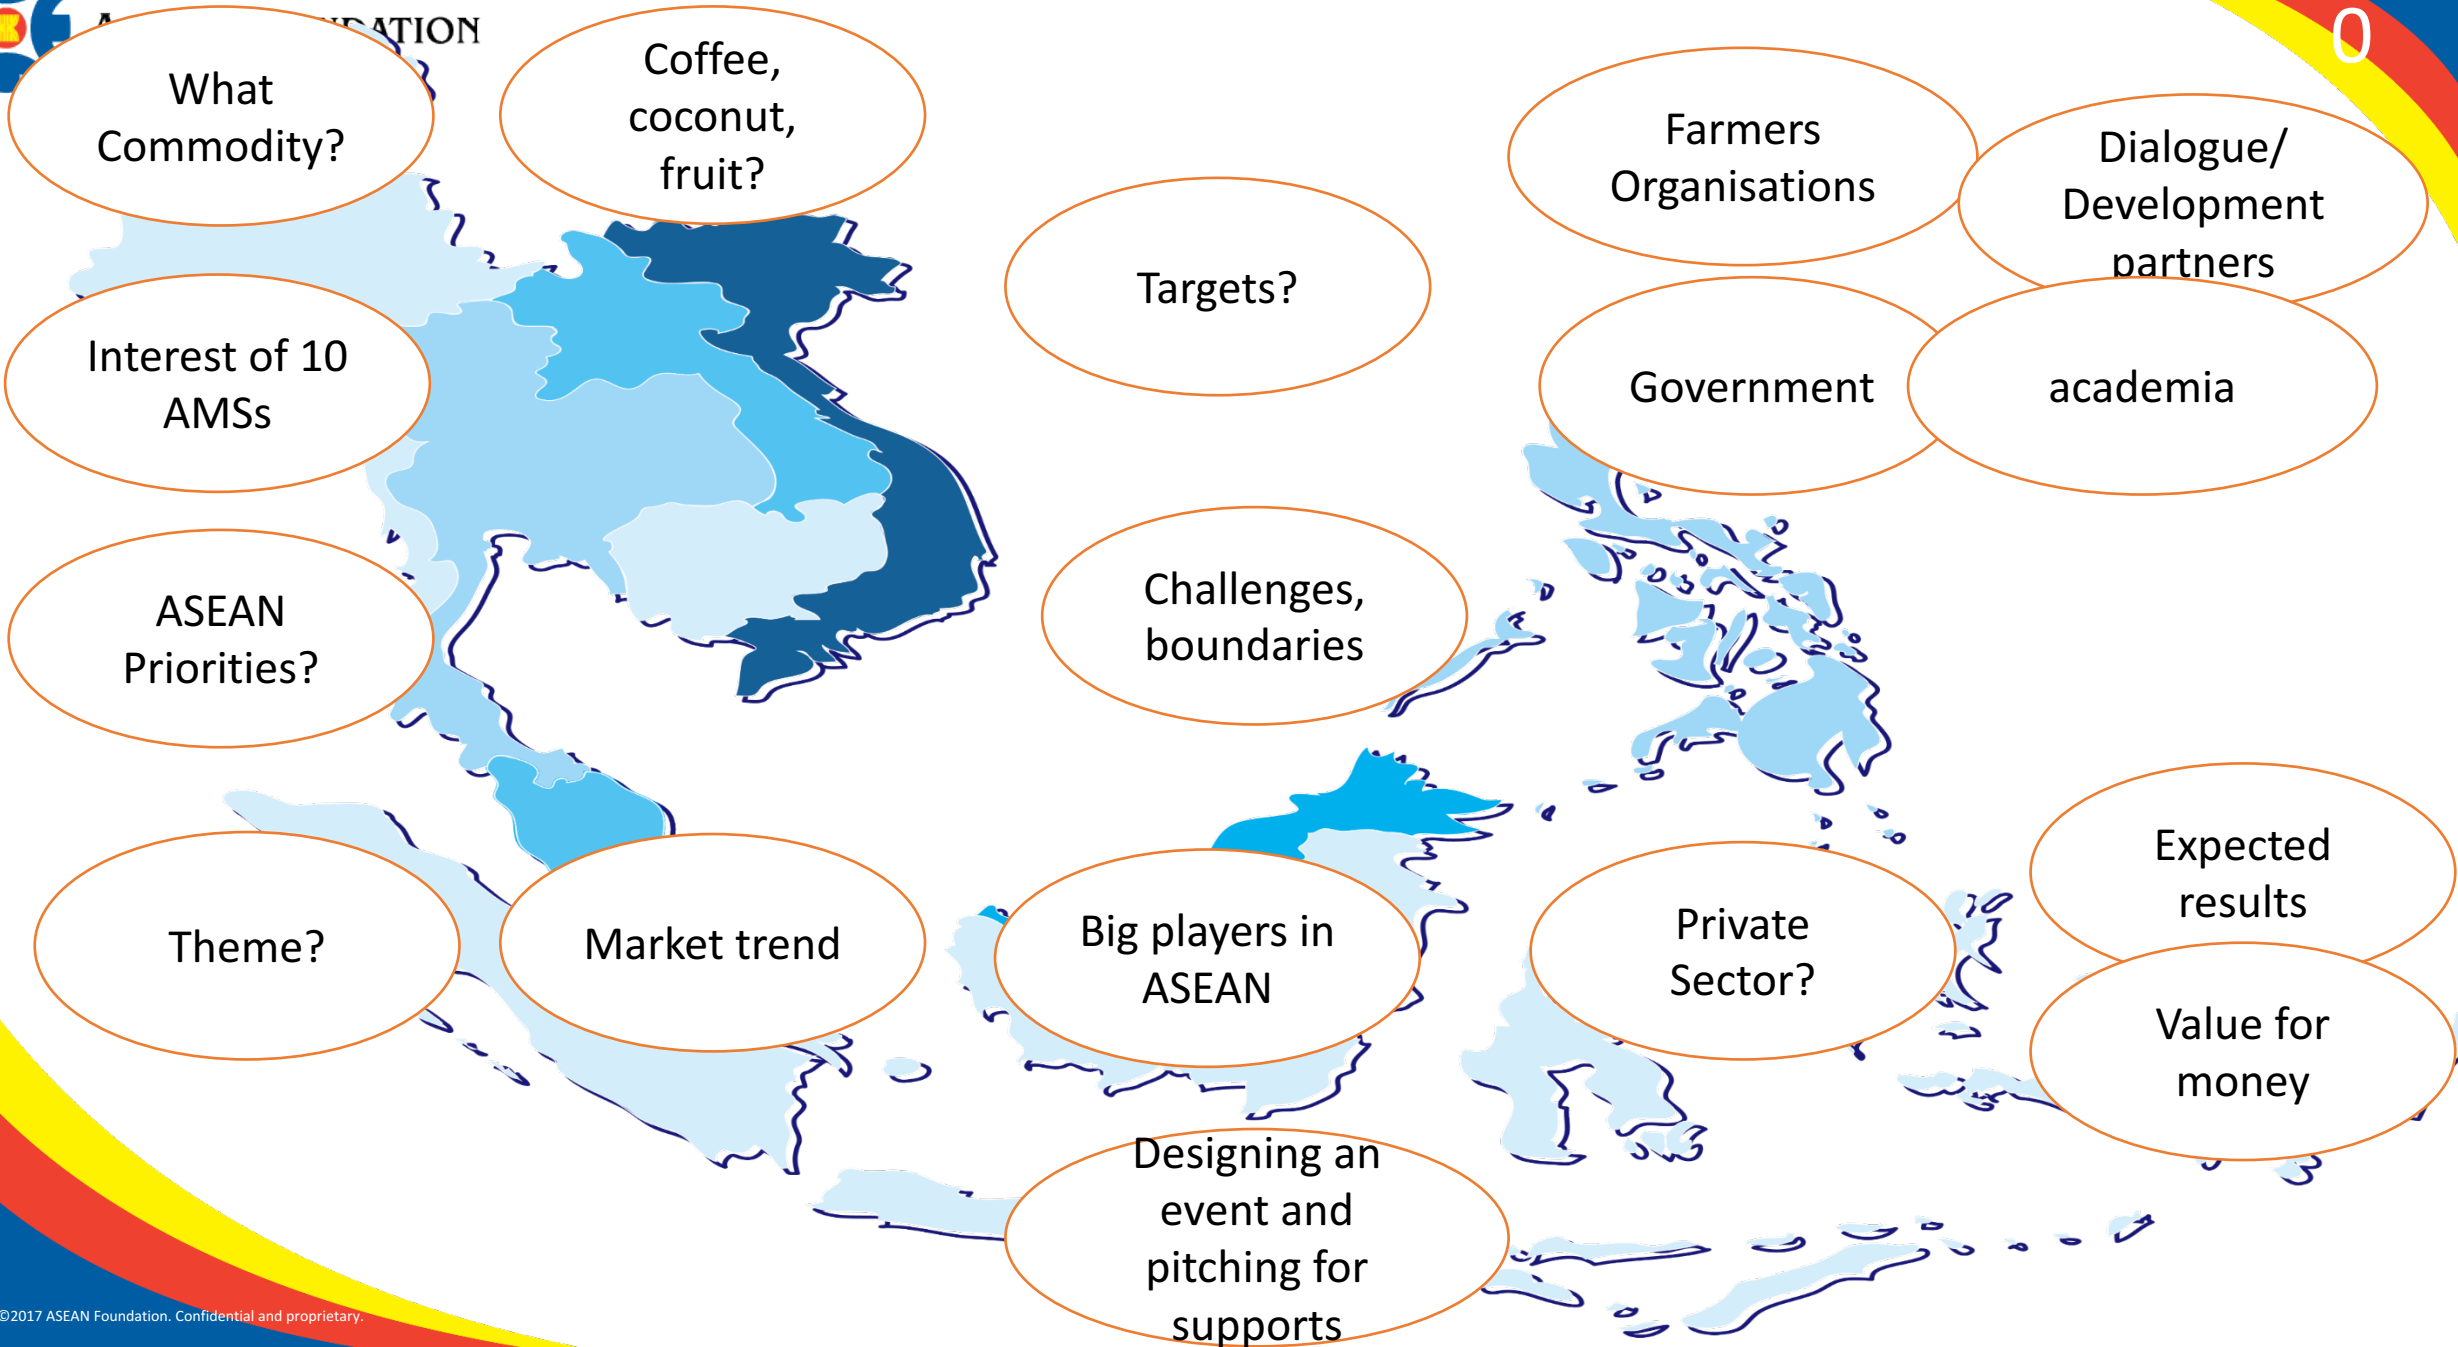 NDATION
0
What
Commodity?
Coffee,
coconut,
fruit?
Farmers
Organisations
Dialogue/
Development
partners
Targets?
Interest of 10
AMSs
Government
academia
ASEAN
Priorities?
Challenges,
boundaries
Theme?
Market trend
Big players in
ASEAN
Private
Sector?
Expected
results
Value for
money
Designing an
event and
pitching for
supports
©2017 ASEAN Foundation. Confidential and proprietary.